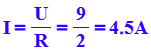 I = U/R = 9/2 = 4.5A